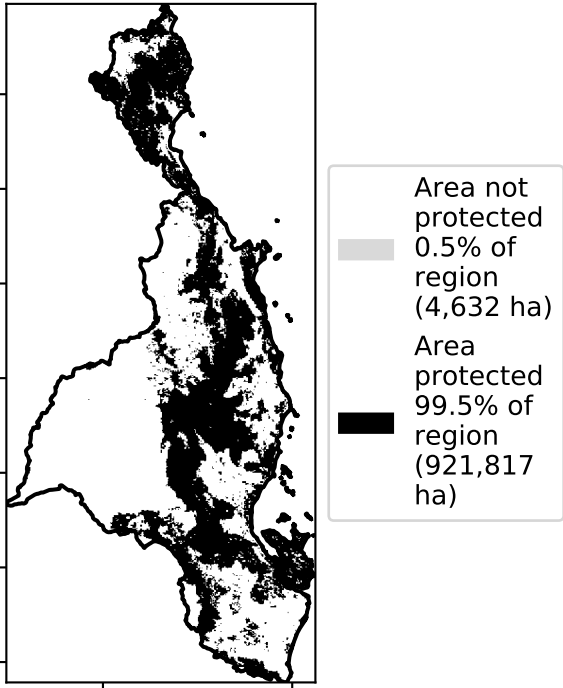 Area not
protected
0.5% of
region
(4,632 ha)
Area
protected
99.5% of
region
(921,817
ha)